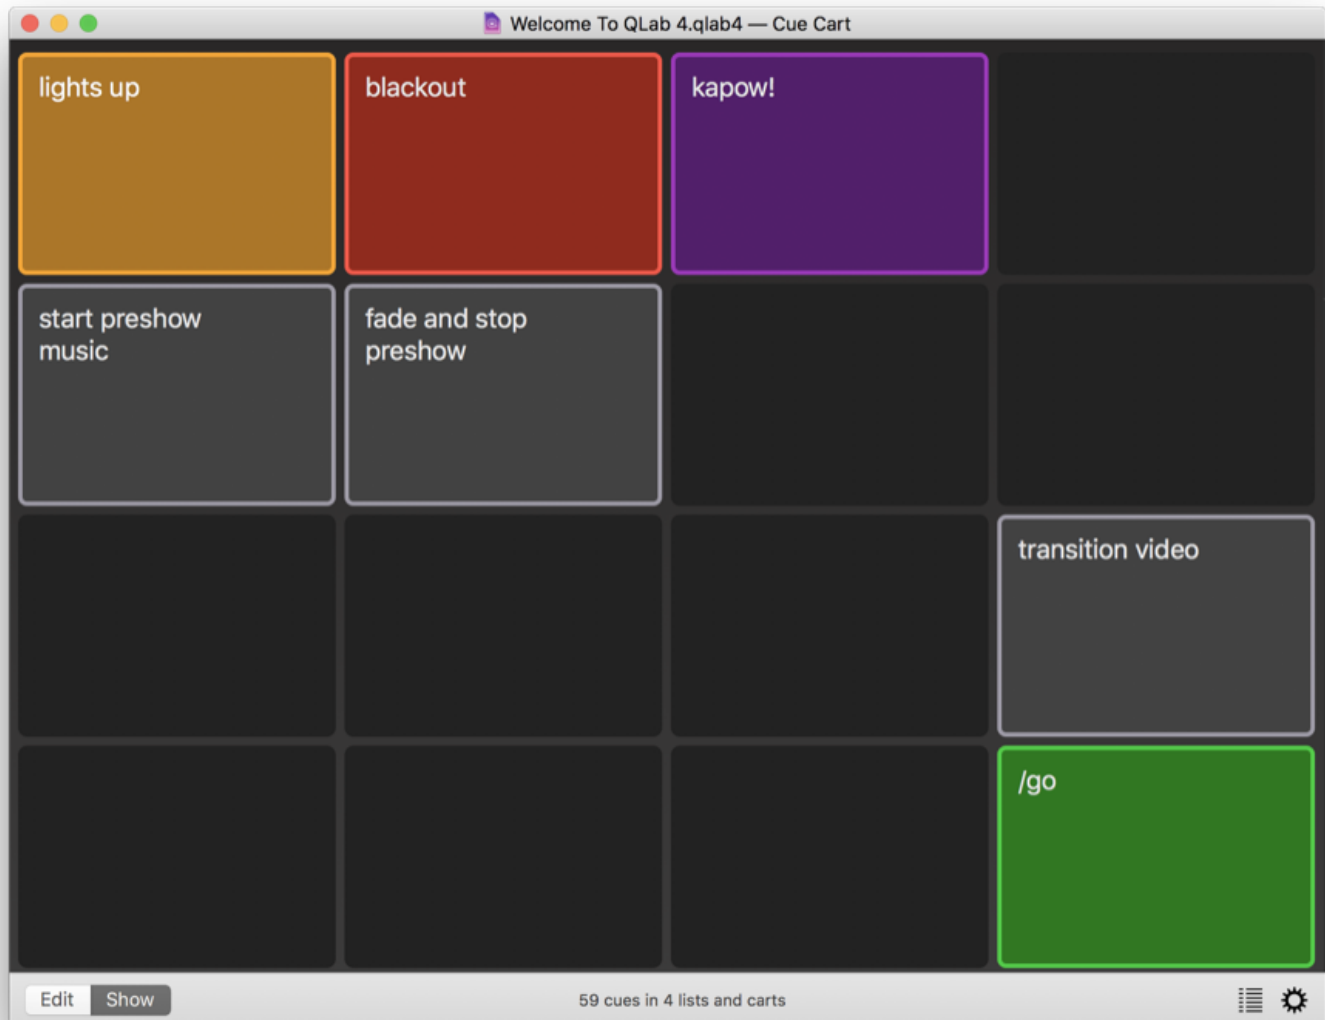 Welcome To QLab 4.qlab4 — Cue Cart
lights up
blackout
kapow!
start preshow
music
fade and stop
preshow
transition video
/go
Edit
Show
59 cues in 4 lists and carts